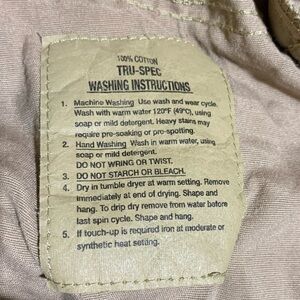 100% COTTON
TRU-SPEC
WASHING INSTRUCTIONS
1. Machine Washing Use wash and wear cycle.
Wash with warm water 120°F (49°C), using
soap or mild detergent. Heavy stains may
require pre-soaking or pre-spotting.
2. Hand Washing Wash in warm water, using
soap or mild detergent.
DO NOT WRING OR TWIST.
3. DO NOT STARCH OR BLEACH.
4. Dry in tumble dryer at warm setting. Remove
immediately at end of drying. Shape and
hang. To drip dry remove from water before
last spin cycle. Shape and hang.
5. If touch-up is required iron at moderate or
synthetic heat setting.